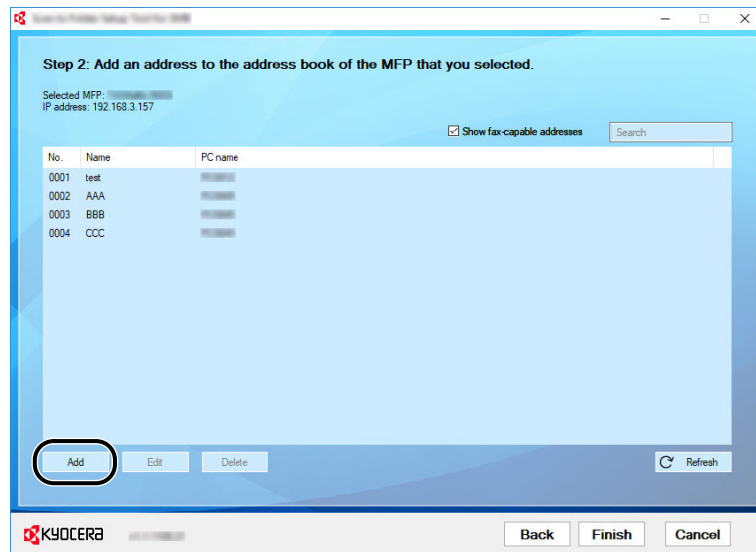 Step 2: Add an address to the address book of the MFP that you selected.
Selected MFP:
IP address: 192.168.3.157
Show fax-capable addresses
Search
No. Name PC name
0001 test
0002 AAA
0003 BBB
0004 CCC
Add Edit Delete Refresh
KYOCERA
Back Finish Cancel